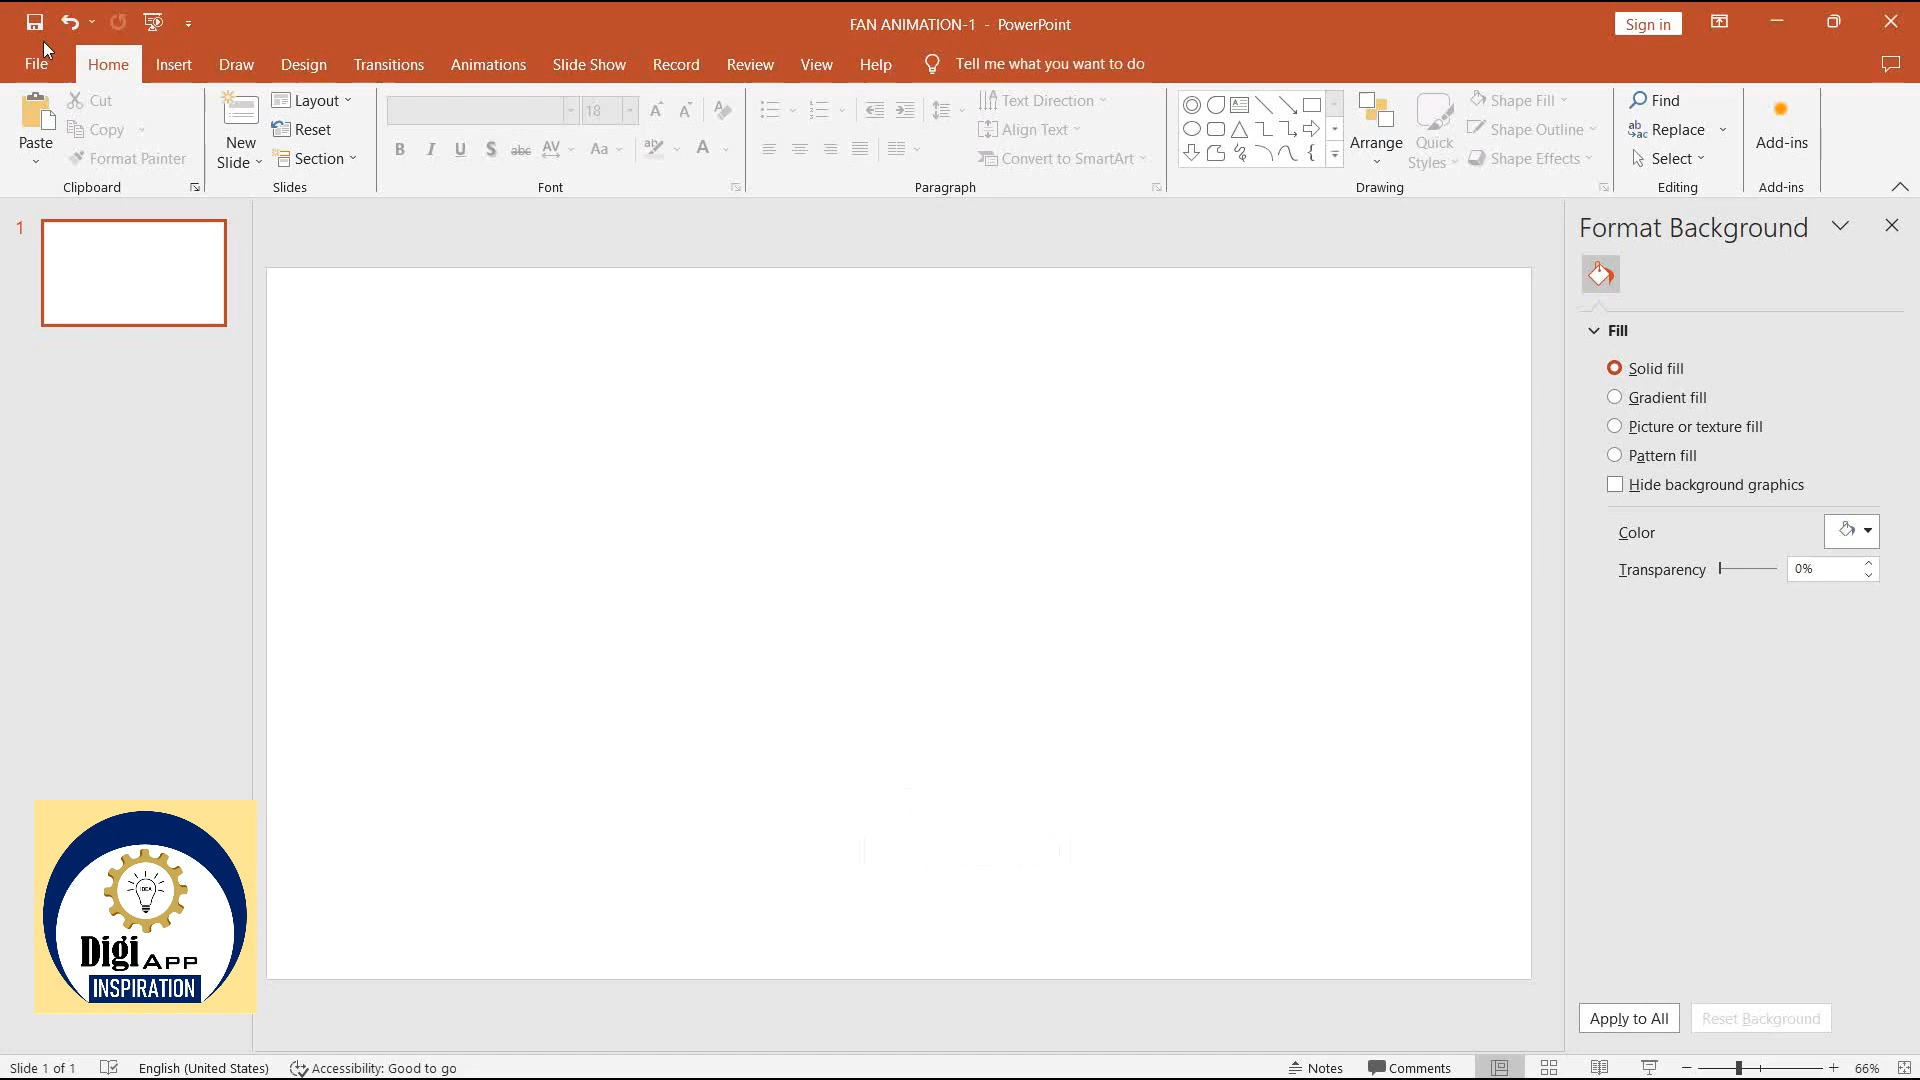 FAN ANIMATION-1 - PowerPoint
Sign in
File Home Insert Draw Design Transitions Animations Slide Show Record Review View Help Tell me what you want to do
Paste
Cut
Copy
Format Painter
Clipboard
New
Slide
Layout
Reset
Section
Slides
18
B I U S abc AV Aa ab A
Font
Text Direction
Align Text
Convert to SmartArt
Paragraph
Arrange
Quick
Styles
Shape Fill
Shape Outline
Shape Effects
Drawing
Find
Replace
Select
Editing
Add-ins
Add-ins
1
Format Background
Fill
Solid fill
Gradient fill
Picture or texture fill
Pattern fill
Hide background graphics
Color
Transparency 0%
Apply to All Reset Background
IDEA
Digi APP
INSPIRATION
Slide 1 of 1 English (United States) Accessibility: Good to go Notes Comments 66%